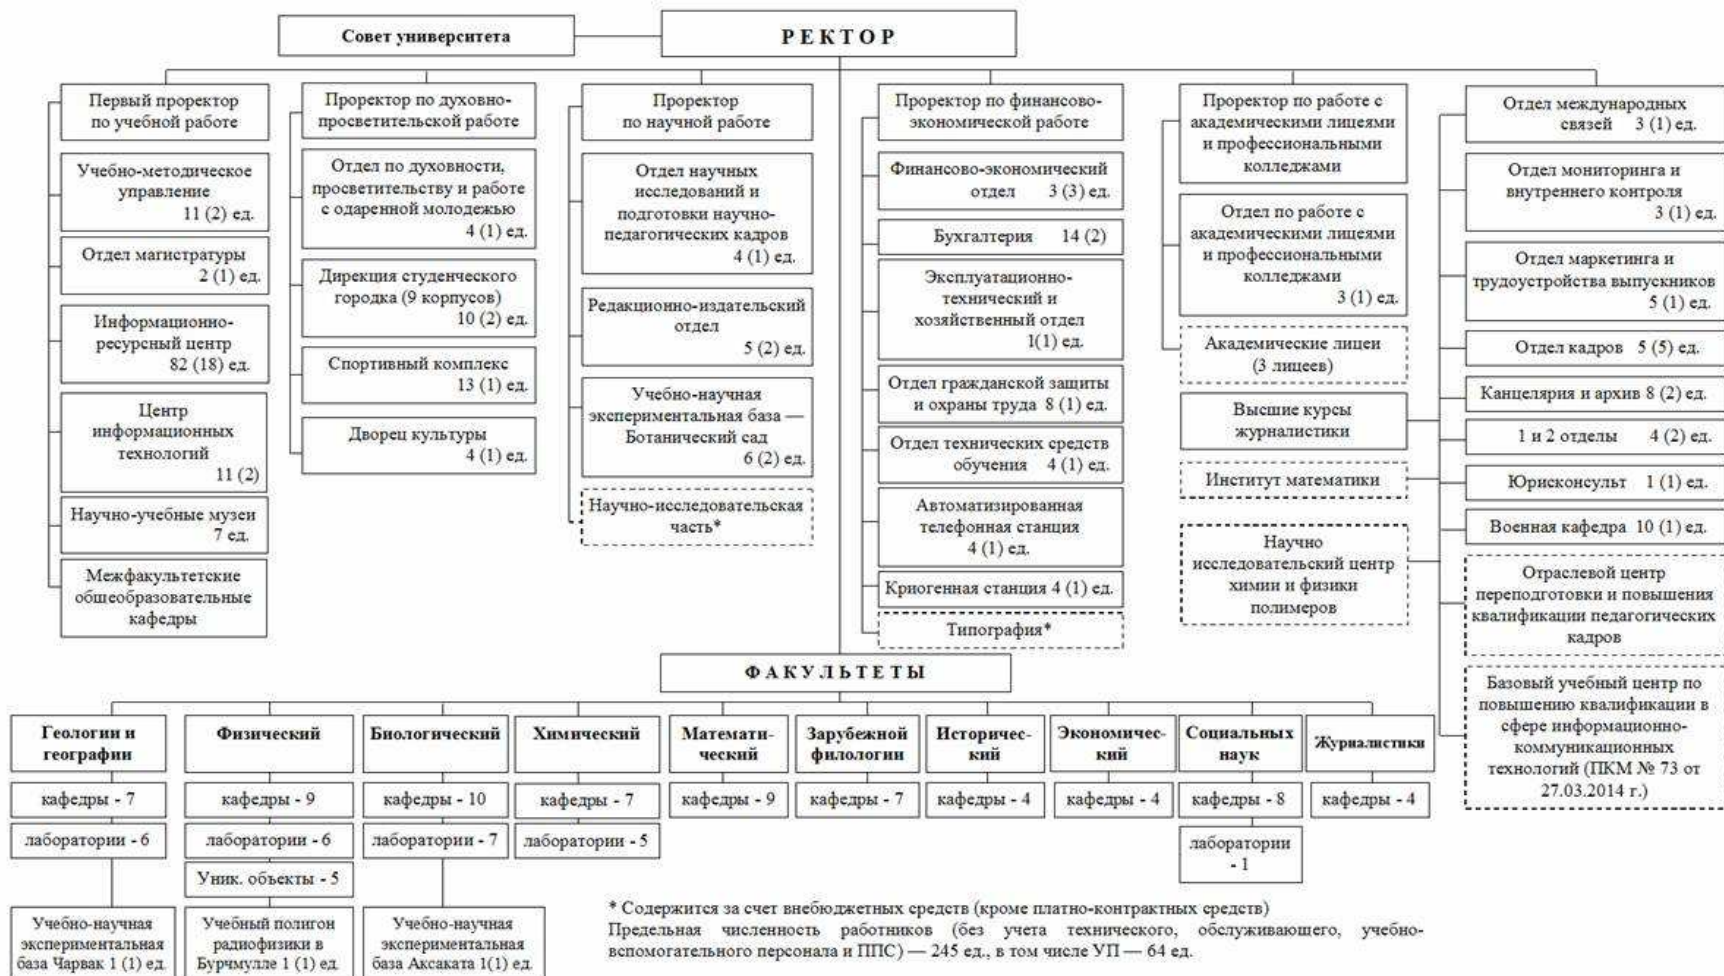 Совет университета
РЕКТОР
Первый проректор
по учебной работе
Учебно-методическое
управление
11 (2) ед.
Отдел магистратуры
2 (1) ед.
Информационно-
ресурсный центр
82 (18) ед.
Центр
информационных
технологий
11 (2)
Научно-учебные музеи
7 ед.
Межфакультетские
общеобразовательные
кафедры
Проректор по духовно-
просветительской работе
Отдел по духовности,
просветительству и работе
с одаренной молодежью
4 (1) ед.
Дирекция студенческого
городка (9 корпусов)
10 (2) ед.
Спортивный комплекс
13 (1) ед.
Дворец культуры
4 (1) ед.
Проректор
по научной работе
Отдел научных
исследований и
подготовки научно-
педагогических кадров
4 (1) ед.
Редакционно-издательский
отдел
5 (2) ед.
Учебно-научная
экспериментальная база —
Ботанический сад
6 (2) ед.
Научно-исследовательская
часть*
Проректор по финансово-
экономической работе
Финансово-экономический
отдел 3 (3) ед.
Бухгалтерия 14 (2)
Эксплуатационно-
технический и
хозяйственный отдел
1(1) ед.
Отдел гражданской защиты
и охраны труда 8 (1) ед.
Отдел технических средств
обучения 4 (1) ед.
Автоматизированная
телефонная станция
4 (1) ед.
Криогенная станция 4 (1) ед.
Типография*
Проректор по работе с
академическими лицеями
и профессиональными
колледжами
Отдел по работе с
академическими лицеями
и профессиональными
колледжами
3 (1) ед.
Академические лицеи
(3 лицеев)
Высшие курсы
журналистики
Институт математики
Научно
исследовательский центр
химии и физики
полимеров
Отдел международных
связей 3 (1) ед.
Отдел мониторинга и
внутреннего контроля
3 (1) ед.
Отдел маркетинга и
трудоустройства выпускников
5 (1) ед.
Отдел кадров 5 (5) ед.
Канцелярия и архив 8 (2) ед.
1 и 2 отделы 4 (2) ед.
Юрисконсульт 1 (1) ед.
Военная кафедра 10 (1) ед.
Отраслевой центр
переподготовки и повышения
квалификации педагогических
кадров
Базовый учебный центр по
повышению квалификации в
сфере информационно-
коммуникационных
технологий (ПКМ № 73 от
27.03.2014 г.)
ФАКУЛЬТЕТЫ
Геологии и
географии
кафедры - 7
лаборатории - 6
Учебно-научная
экспериментальная
база Чарвак 1 (1) ед.
Физический
кафедры - 9
лаборатории - 6
Уник. объекты - 5
Учебный полигон
радиофизики в
Бурчмулле 1 (1) ед.
Биологический
кафедры - 10
лаборатории - 7
Учебно-научная
экспериментальная
база Аксаката 1(1) ед.
Химический
кафедры - 7
лаборатории - 5
Математи-
ческий
кафедры - 9
Зарубежной
филологии
кафедры - 7
Историчес-
кий
кафедры - 4
Экономичес-
кий
кафедры - 4
Социальных
наук
кафедры - 8
лаборатории
- 1
Журналистики
кафедры - 4
* Содержится за счет внебюджетных средств (кроме платно-контрактных средств)
Предельная численность работников (без учета технического, обслуживающего, учебно-
вспомогательного персонала и ППС) — 245 ед., в том числе УП — 64 ед.